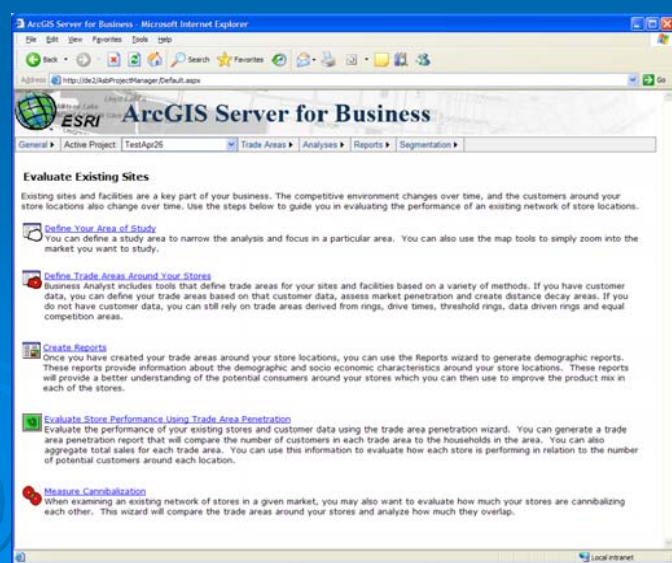 ArcGIS Server for Business - Microsoft Internet Explorer
File Edit View Favorites Tools Help
Back Search Favorites
Address http://de2/AsbProjectManager/Default.aspx Go
ESRI ArcGIS Server for Business
General Active Project: TestApr26 Trade Areas Analyses Reports Segmentation
Evaluate Existing Sites
Existing sites and facilities are a key part of your business. The competitive environment changes over time, and the customers around your
store locations also change over time. Use the steps below to guide you in evaluating the performance of an existing network of store locations.
Define Your Area of Study
You can define a study area to narrow the analysis and focus in a particular area. You can also use the map tools to simply zoom into the
market you want to study.
Define Trade Areas Around Your Stores
Business Analyst includes tools that define trade areas for your sites and facilities based on a variety of methods. If you have customer
data, you can define your trade areas based on that customer data, assess market penetration and create distance decay areas. If you
do not have customer data, you can still rely on trade areas derived from rings, drive times, threshold rings, data driven rings and equal
competition areas.
Create Reports
Once you have created your trade areas around your store locations, you can use the Reports wizard to generate demographic reports.
These reports provide information about the demographic and socio economic characteristics around your store locations. These reports
will provide a better understanding of the potential consumers around your stores which you can then use to improve the product mix in
each of the stores.
Evaluate Store Performance Using Trade Area Penetration
Evaluate the performance of your existing stores and customer data using the trade area penetration wizard. You can generate a trade
area penetration report that will compare the number of customers in each trade area to the households in the area. You can also
aggregate total sales for each trade area. You can use this information to evaluate how each store is performing in relation to the number
of potential customers around each location.
Measure Cannibalization
When examining an existing network of stores in a given market, you may also want to evaluate how much your stores are cannibalizing
each other. This wizard will compare the trade areas around your stores and analyze how much they overlap.
Local intranet